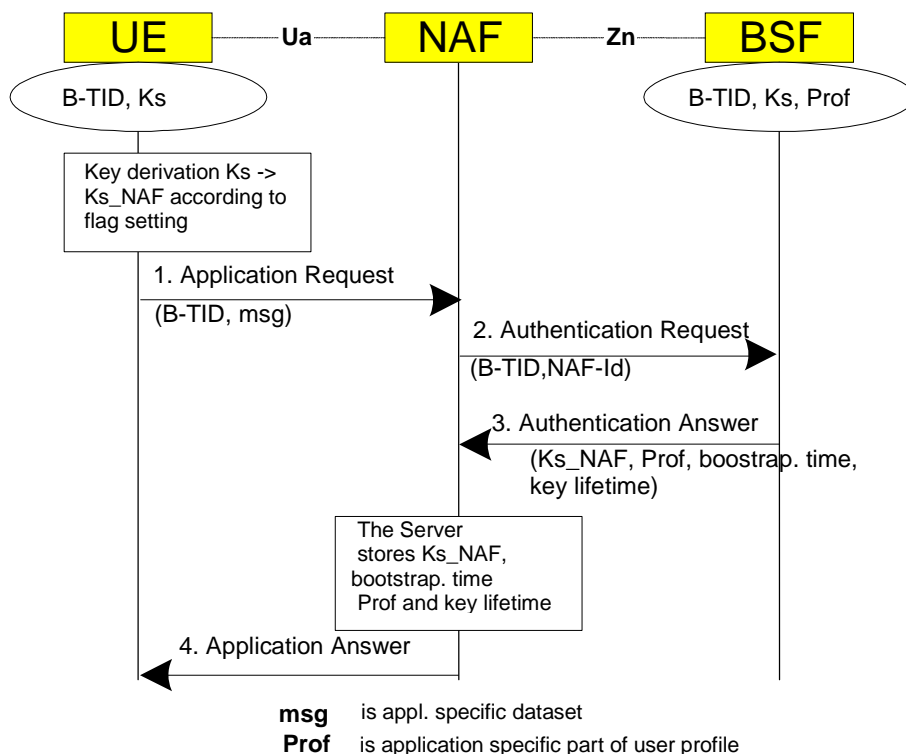 UE
Ua
NAF
Zn
BSF
B-TID, Ks
B-TID, Ks, Prof
Key derivation Ks ->
Ks_NAF according to
flag setting
1. Application Request
(B-TID, msg)
2. Authentication Request
(B-TID,NAF-Id)
3. Authentication Answer
(Ks_NAF, Prof, boostrap. time,
key lifetime)
The Server
stores Ks_NAF,
bootstrap. time
Prof and key lifetime
4. Application Answer
msg is appl. specific dataset
Prof is application specific part of user profile